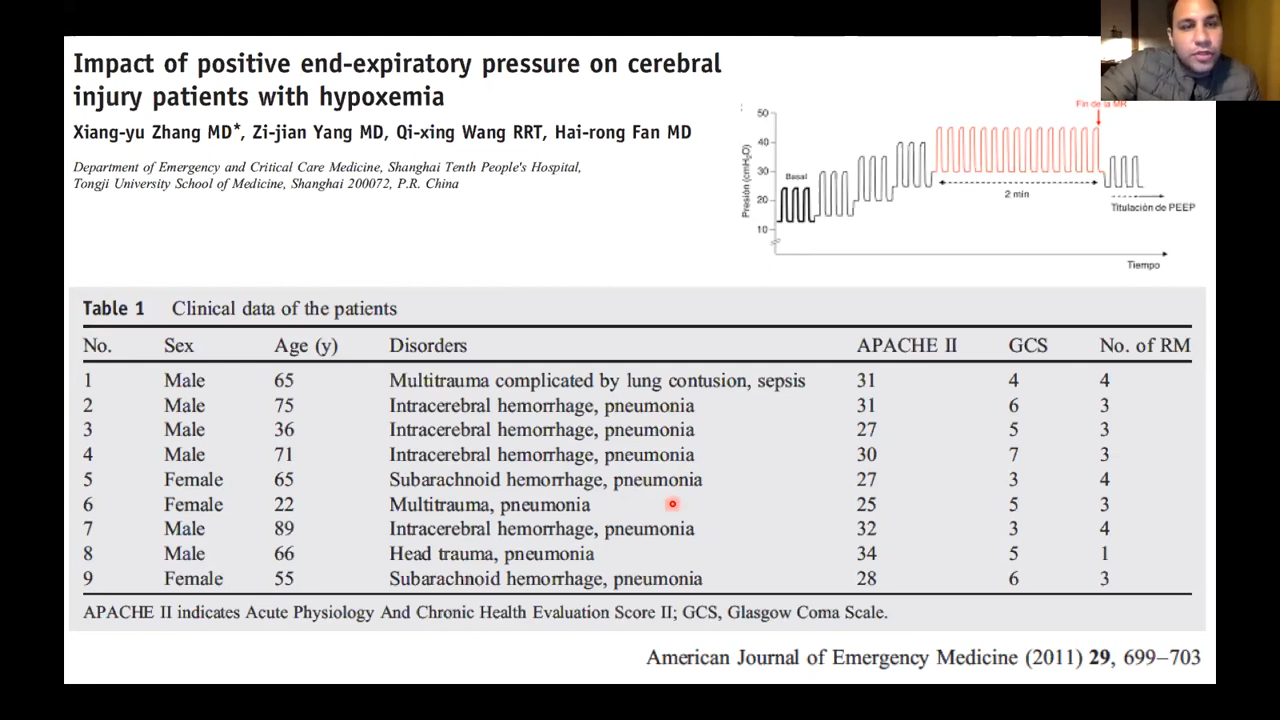 Impact of positive end-expiratory pressure on cerebral
injury patients with hypoxemia
Xiang-yu Zhang MD*, Zi-jian Yang MD, Qi-xing Wang RRT, Hai-rong Fan MD
Department of Emergency and Critical Care Medicine, Shanghai Tenth People's Hospital,
Tongji University School of Medicine, Shanghai 200072, P.R. China
Fin de la MR
50
40
30
20
10
Presión (cmH₂O)
Basal
2 min
Titulación de PEEP
Tiempo
Table 1 Clinical data of the patients
No. Sex Age (y) Disorders APACHE II GCS No. of RM
1 Male 65 Multitrauma complicated by lung contusion, sepsis 31 4 4
2 Male 75 Intracerebral hemorrhage, pneumonia 31 6 3
3 Male 36 Intracerebral hemorrhage, pneumonia 27 5 3
4 Male 71 Intracerebral hemorrhage, pneumonia 30 7 3
5 Female 65 Subarachnoid hemorrhage, pneumonia 27 3 4
6 Female 22 Multitrauma, pneumonia 25 5 3
7 Male 89 Intracerebral hemorrhage, pneumonia 32 3 4
8 Male 66 Head trauma, pneumonia 34 5 1
9 Female 55 Subarachnoid hemorrhage, pneumonia 28 6 3
APACHE II indicates Acute Physiology And Chronic Health Evaluation Score II; GCS, Glasgow Coma Scale.
American Journal of Emergency Medicine (2011) 29, 699–703